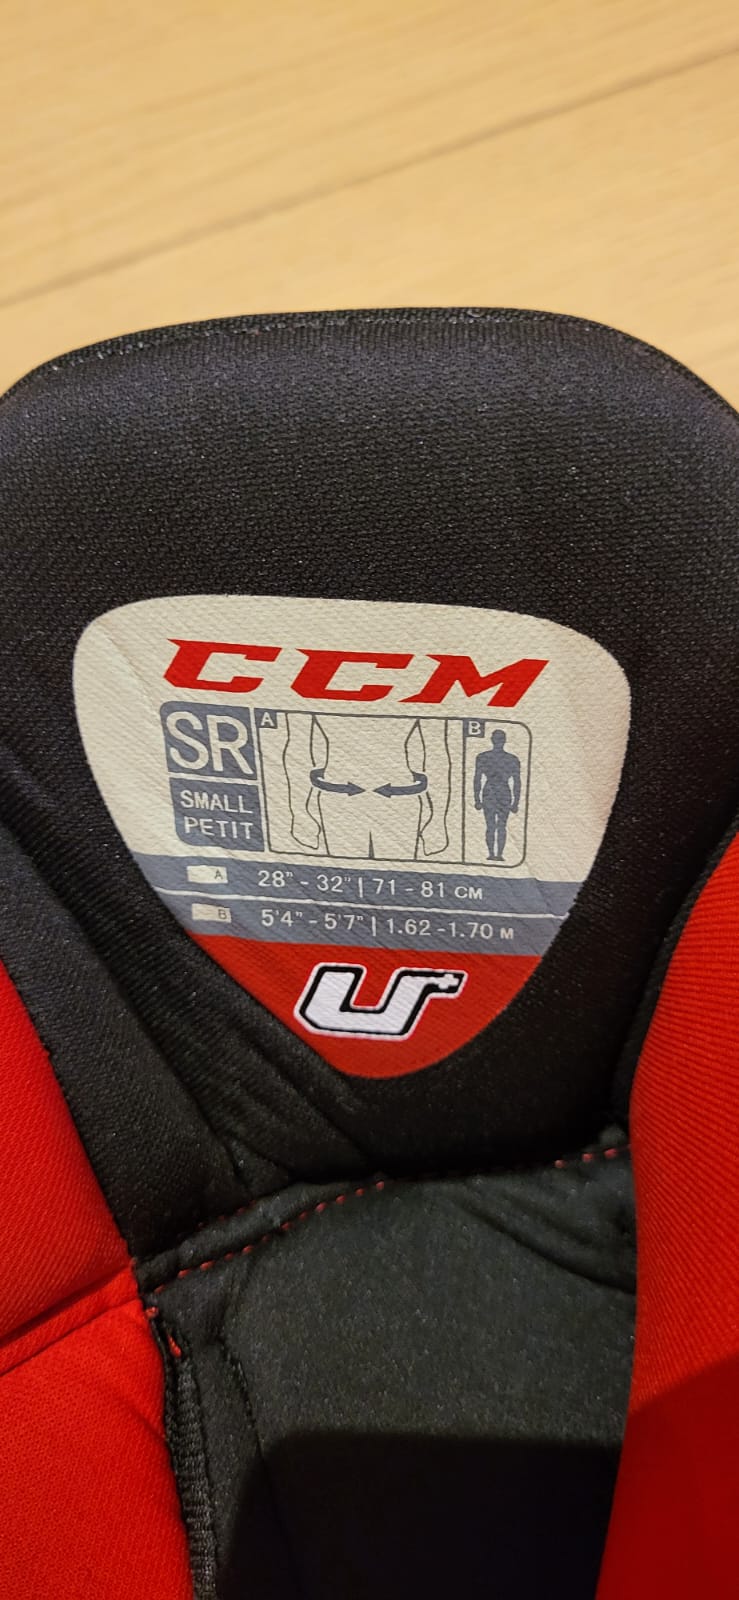 CCM
SR
SMALL
PETIT
A
B
A 28" - 32" | 71 - 81 CM
B 5'4" - 5'7" | 1.62 - 1.70 M
U+